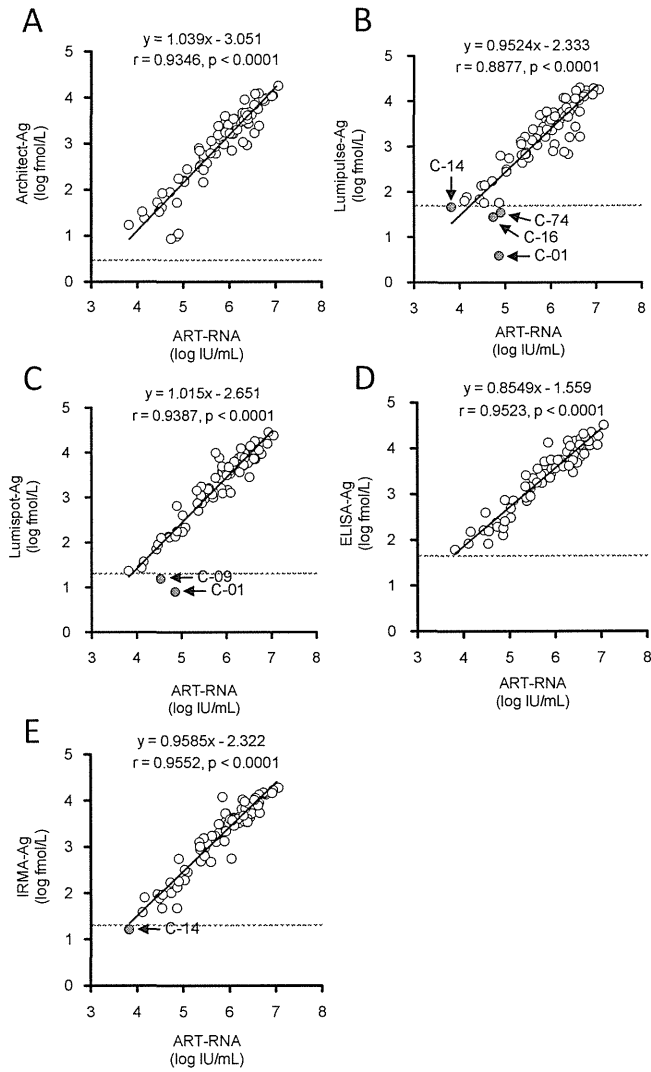 A
y = 1.039x - 3.051
r = 0.9346, p < 0.0001
Architect-Ag
(log fmol/L)
5
4
3
2
1
0
3 4 5 6 7 8
ART-RNA
(log IU/mL)
B
y = 0.9524x - 2.333
r = 0.8877, p < 0.0001
Lumipulse-Ag
(log fmol/L)
5
4
3
2
1
0
C-14
C-74
C-16
C-01
3 4 5 6 7 8
ART-RNA
(log IU/mL)
C
y = 1.015x - 2.651
r = 0.9387, p < 0.0001
Lumispot-Ag
(log fmol/L)
5
4
3
2
1
0
C-09
C-01
3 4 5 6 7 8
ART-RNA
(log IU/mL)
D
y = 0.8549x - 1.559
r = 0.9523, p < 0.0001
ELISA-Ag
(log fmol/L)
5
4
3
2
1
0
3 4 5 6 7 8
ART-RNA
(log IU/mL)
E
y = 0.9585x - 2.322
r = 0.9552, p < 0.0001
IRMA-Ag
(log fmol/L)
5
4
3
2
1
0
C-14
3 4 5 6 7 8
ART-RNA
(log IU/mL)